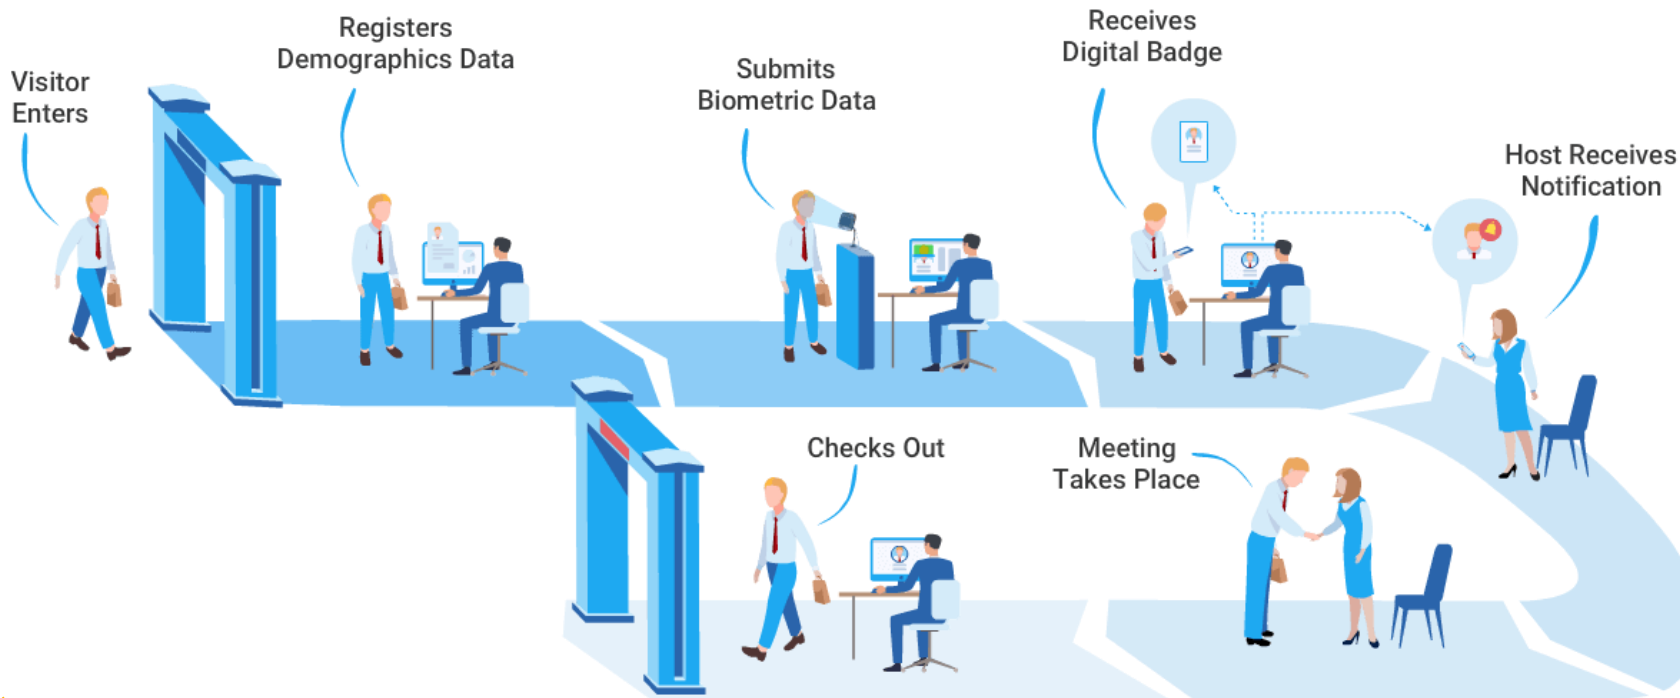 Visitor
Enters
Registers
Demographics Data
Submits
Biometric Data
Receives
Digital Badge
Host Receives
Notification
Meeting
Takes Place
Checks Out